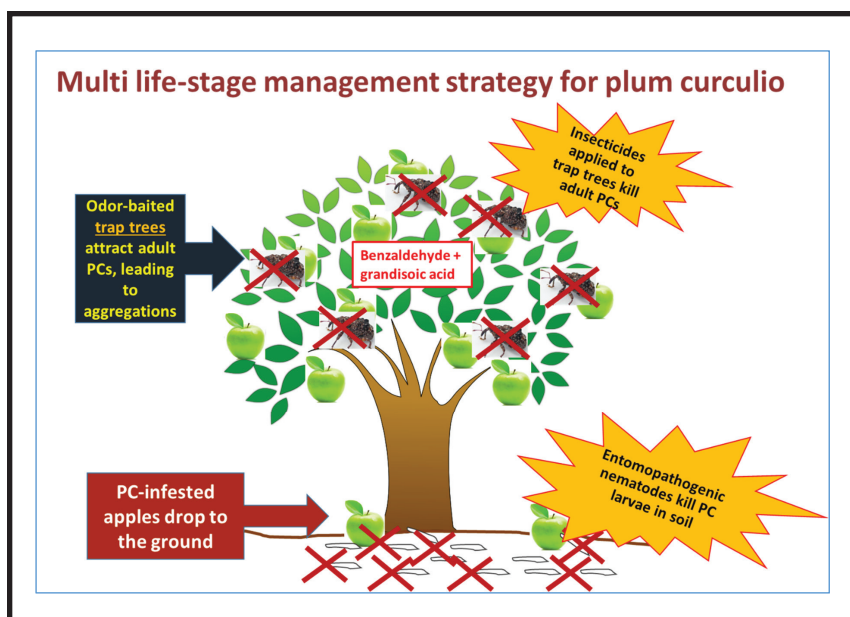 Multi life-stage management strategy for plum curculio
Insecticides
applied to
trap trees kill
adult PCs
Odor-baited
trap trees
attract adult
PCs, leading
to
aggregations
Benzaldehyde +
grandisoic acid
PC-infested
apples drop to
the ground
Entomopathogenic
nematodes kill PC
larvae in soil